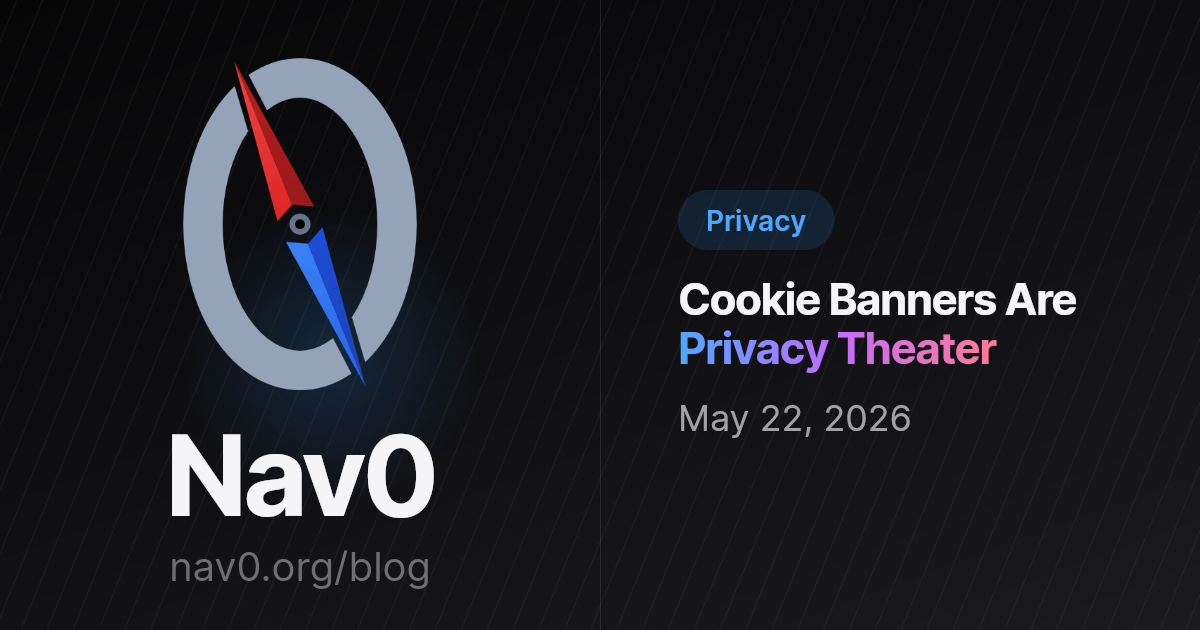 Nav0
nav0.org/blog
Privacy
Cookie Banners Are
Privacy Theater
May 22, 2026